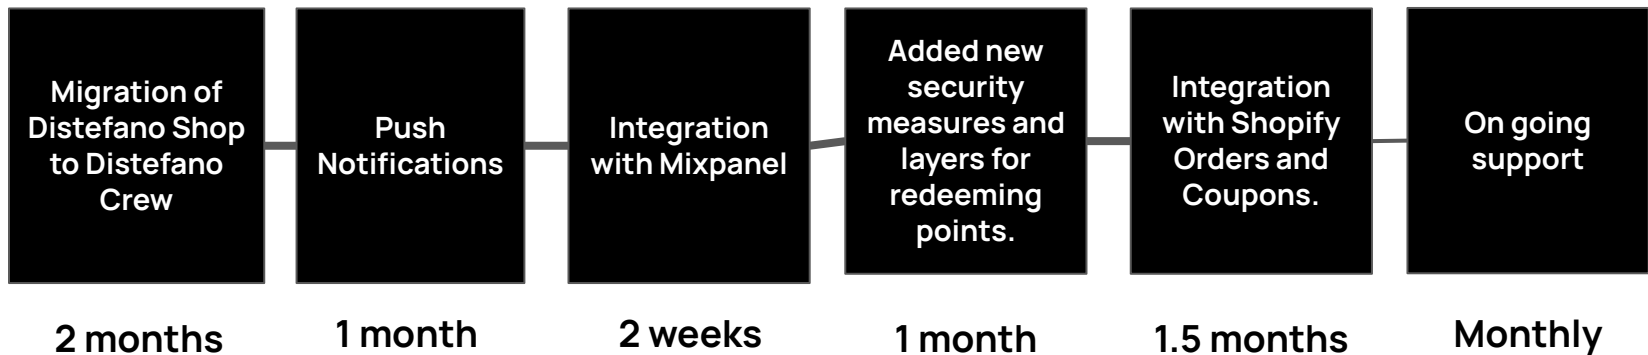 Migration of
Distefano Shop
to Distefano
Crew
Push
Notifications
Integration
with Mixpanel
Added new
security
measures and
layers for
redeeming
points.
Integration
with Shopify
Orders and
Coupons.
On going
support
2 months
1 month
2 weeks
1 month
1.5 months
Monthly